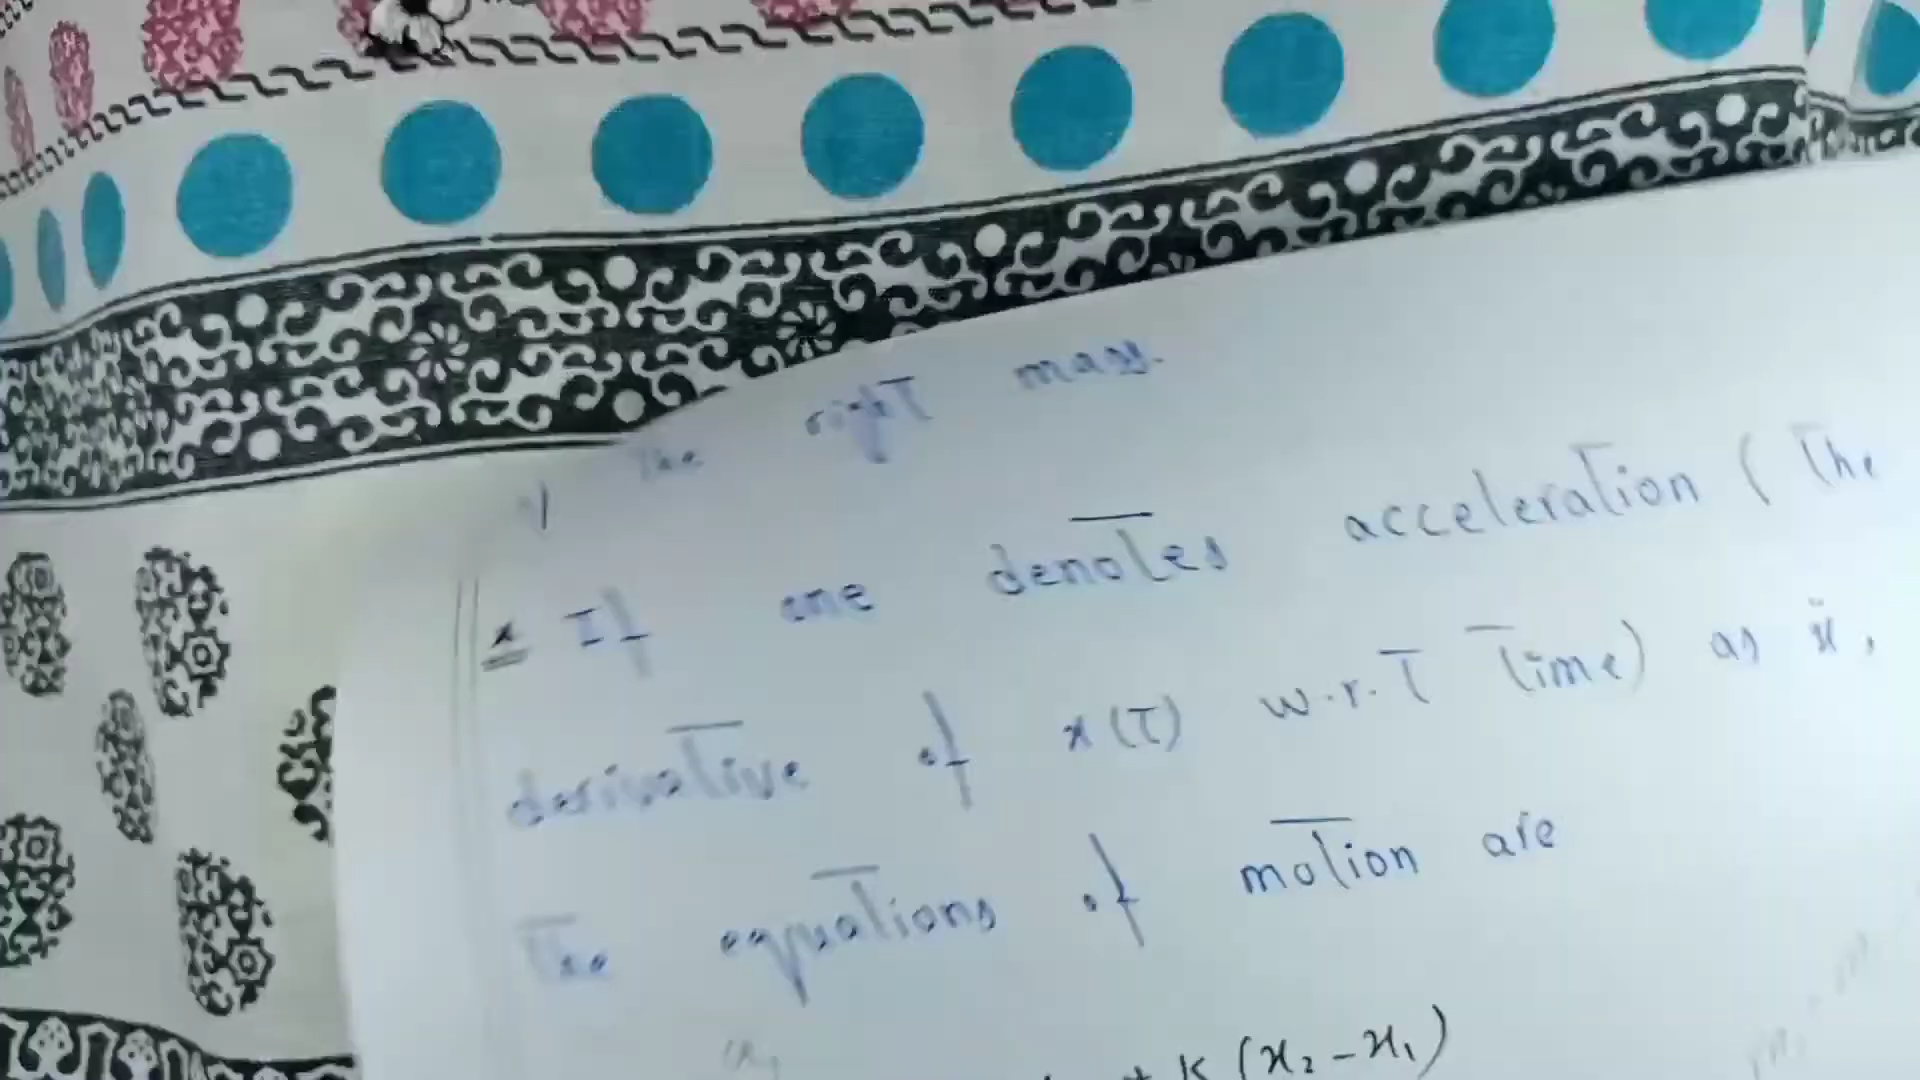 of the right mass.
* If one denotes acceleration ( The
derivative of x(T) w.r.T Time) as ẍ,
The equations of motion are
+ K (x₂ - x₁)